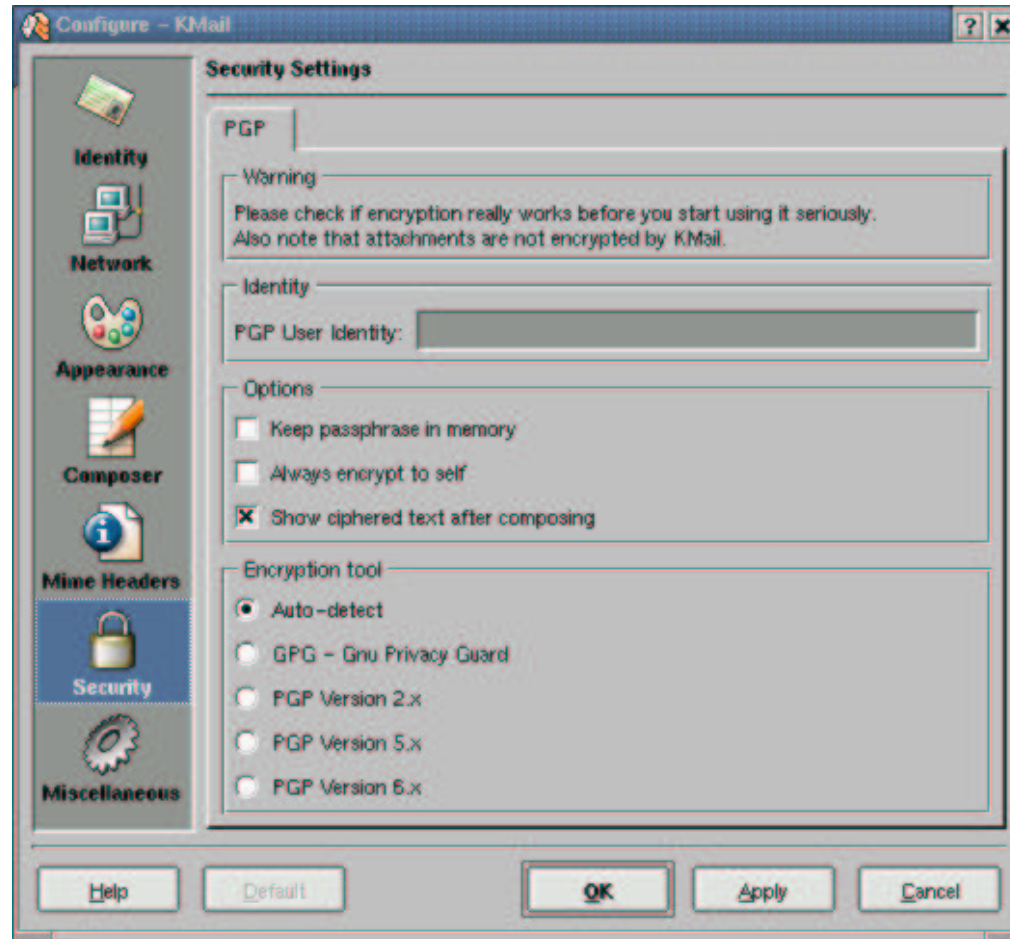 Configure – KMail
Security Settings
Identity
Network
Appearance
Composer
Mime Headers
Security
Miscellaneous
PGP
Warning
Please check if encryption really works before you start using it seriously.
Also note that attachments are not encrypted by KMail.
Identity
PGP User Identity:
Options
Keep passphrase in memory
Always encrypt to self
Show ciphered text after composing
Encryption tool
Auto-detect
GPG – Gnu Privacy Guard
PGP Version 2.x
PGP Version 5.x
PGP Version 6.x
Help
Default
OK
Apply
Cancel